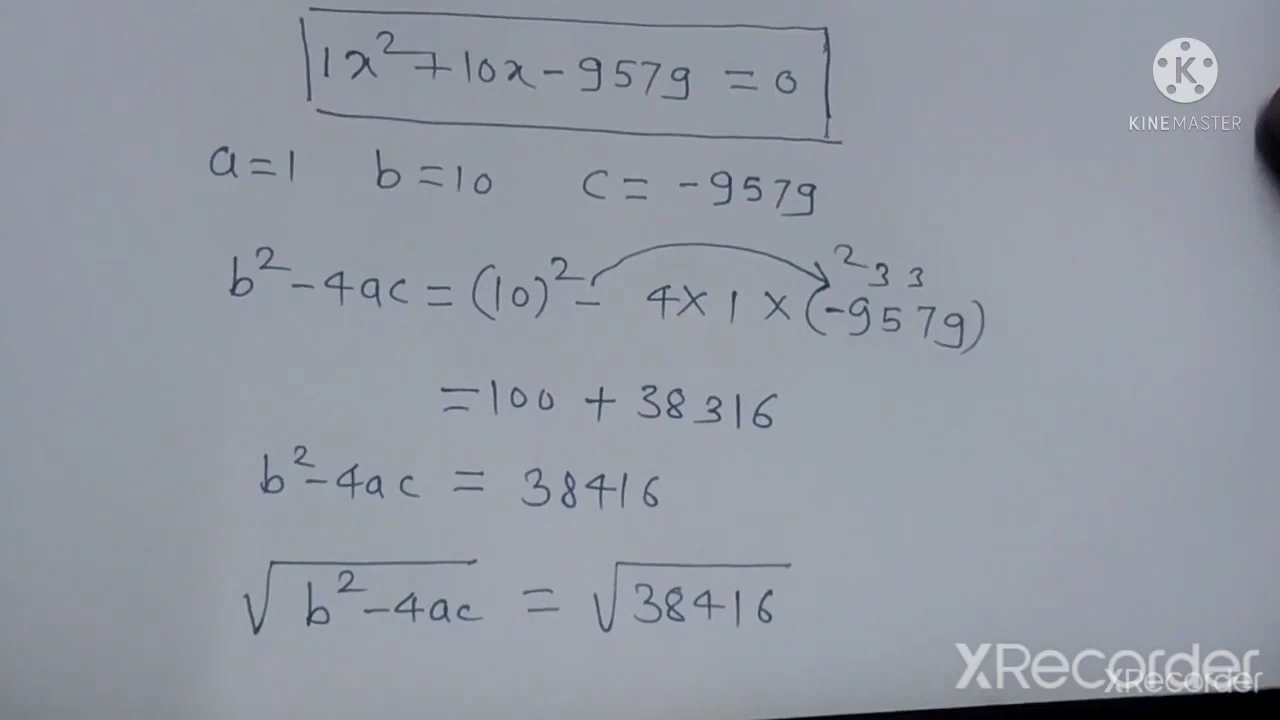 1x²+10x-9579 = 0
K
KINEMASTER
a=1 b=10 c= -9579
2 3 3
b²-4ac = (10)² - 4×1×(-9579)
=100 + 38316
b²-4ac = 38416
√b²-4ac = √38416
XRecorder
XRecorder